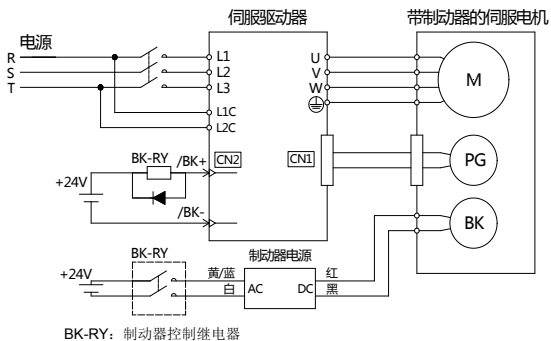 伺服驱动器
带制动器的伺服电机
电源
R
S
T
L1
L2
L3
L1C
L2C
U
V
W
M
BK-RY
/BK+
CN2
CN1
PG
+24V
/BK-
BK
BK-RY
制动器电源
+24V
黄/蓝
AC
DC
红
白
黑
BK-RY：制动器控制继电器